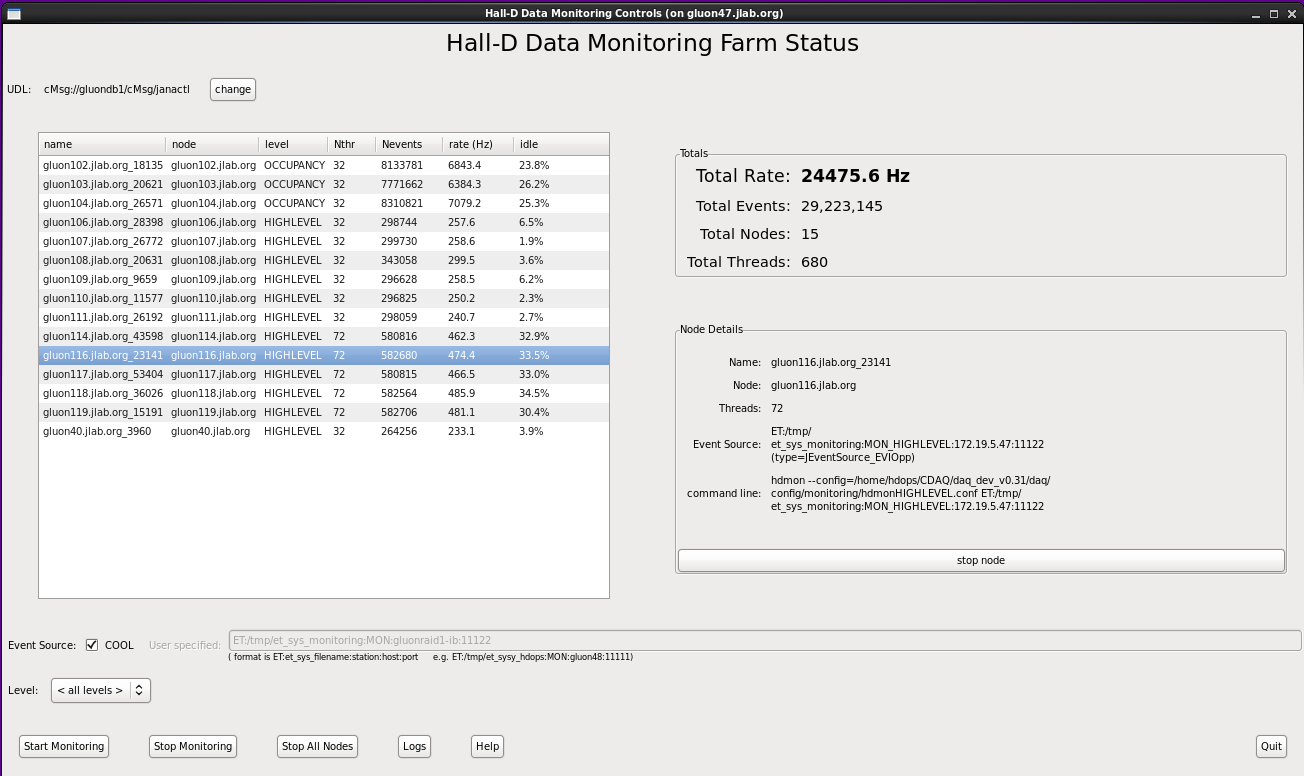 Hall-D Data Monitoring Controls (on gluon47.jlab.org)
Hall-D Data Monitoring Farm Status
UDL: cMsg://gluondb1/cMsg/janactl change
name node level Nthr Nevents rate (Hz) idle
gluon102.jlab.org_18135 gluon102.jlab.org OCCUPANCY 32 8133781 6843.4 23.8%
gluon103.jlab.org_20621 gluon103.jlab.org OCCUPANCY 32 7771662 6384.3 26.2%
gluon104.jlab.org_26571 gluon104.jlab.org OCCUPANCY 32 8310821 7079.2 25.3%
gluon106.jlab.org_28398 gluon106.jlab.org HIGHLEVEL 32 298744 257.6 6.5%
gluon107.jlab.org_26772 gluon107.jlab.org HIGHLEVEL 32 299730 258.6 1.9%
gluon108.jlab.org_20631 gluon108.jlab.org HIGHLEVEL 32 343058 299.5 3.6%
gluon109.jlab.org_9659 gluon109.jlab.org HIGHLEVEL 32 296628 258.5 6.2%
gluon110.jlab.org_11577 gluon110.jlab.org HIGHLEVEL 32 296825 250.2 2.3%
gluon111.jlab.org_26192 gluon111.jlab.org HIGHLEVEL 32 298059 240.7 2.7%
gluon114.jlab.org_43598 gluon114.jlab.org HIGHLEVEL 72 580816 462.3 32.9%
gluon116.jlab.org_23141 gluon116.jlab.org HIGHLEVEL 72 582680 474.4 33.5%
gluon117.jlab.org_53404 gluon117.jlab.org HIGHLEVEL 72 580815 466.5 33.0%
gluon118.jlab.org_36026 gluon118.jlab.org HIGHLEVEL 72 582564 485.9 34.5%
gluon119.jlab.org_15191 gluon119.jlab.org HIGHLEVEL 72 582706 481.1 30.4%
gluon40.jlab.org_3960 gluon40.jlab.org HIGHLEVEL 32 264256 233.1 3.9%
Totals
Total Rate: 24475.6 Hz
Total Events: 29,223,145
Total Nodes: 15
Total Threads: 680
Node Details
Name: gluon116.jlab.org_23141
Node: gluon116.jlab.org
Threads: 72
ET:/tmp/
Event Source: et_sys_monitoring:MON_HIGHLEVEL:172.19.5.47:11122
(type=JEventSource_EVIOpp)
hdmon --config=/home/hdops/CDAQ/daq_dev_v0.31/daq/
command line: config/monitoring/hdmonHIGHLEVEL.conf ET:/tmp/
et_sys_monitoring:MON_HIGHLEVEL:172.19.5.47:11122
stop node
Event Source: COOL User specified: ET:/tmp/et_sys_monitoring:MON:gluonraid1-ib:11122
( format is ET:et_sys_filename:station:host:port e.g. ET:/tmp/et_sysy_hdops:MON:gluon48:11111)
Level: < all levels >
Start Monitoring Stop Monitoring Stop All Nodes Logs Help Quit